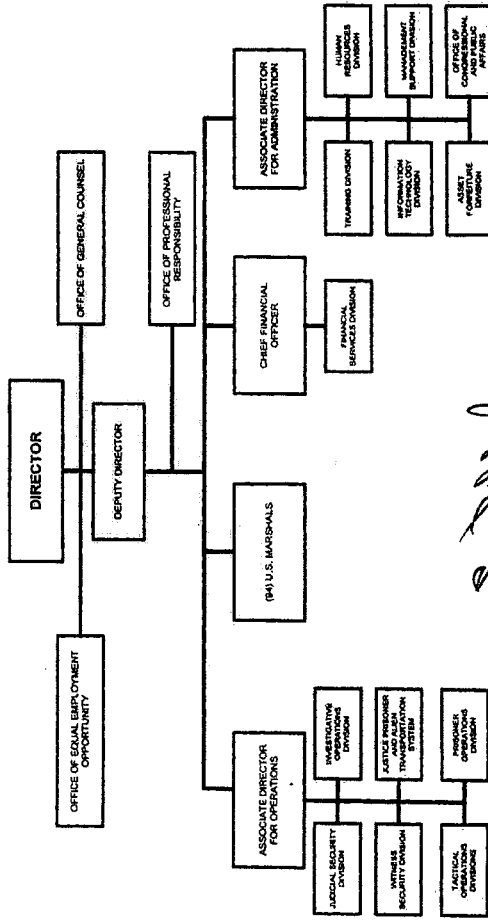 DIRECTOR
OFFICE OF EQUAL EMPLOYMENT
OPPORTUNITY
OFFICE OF GENERAL COUNSEL
DEPUTY DIRECTOR
OFFICE OF PROFESSIONAL
RESPONSIBILITY
ASSOCIATE DIRECTOR
FOR OPERATIONS
(94) U.S. MARSHALS
CHIEF FINANCIAL
OFFICER
ASSOCIATE DIRECTOR
FOR ADMINISTRATION
JUDICIAL SECURITY
DIVISION
INVESTIGATIVE
OPERATIONS
DIVISION
WITNESS
SECURITY DIVISION
JUSTICE PRISONER
AND ALIEN
TRANSPORTATION
SYSTEM
TACTICAL
OPERATIONS
DIVISIONS
PRISONER
OPERATIONS
DIVISION
FINANCIAL
SERVICES DIVISION
TRAINING DIVISION
HUMAN
RESOURCES
DIVISION
INFORMATION
TECHNOLOGY
DIVISION
MANAGEMENT
SUPPORT DIVISION
ASSET
FORFEITURE
DIVISION
OFFICE OF
CONGRESSIONAL
AND PUBLIC
AFFAIRS